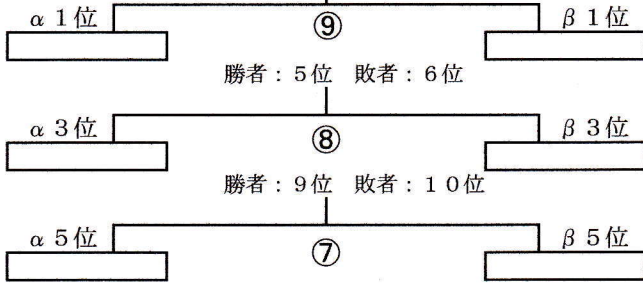 α 1位 ⑨ β 1位
勝者：5位 敗者：6位
α 3位 ⑧ β 3位
勝者：9位 敗者：10位
α 5位 ⑦ β 5位